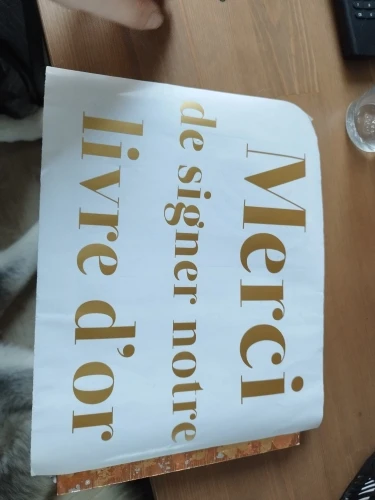 Merci
de signer notre
livre d'or